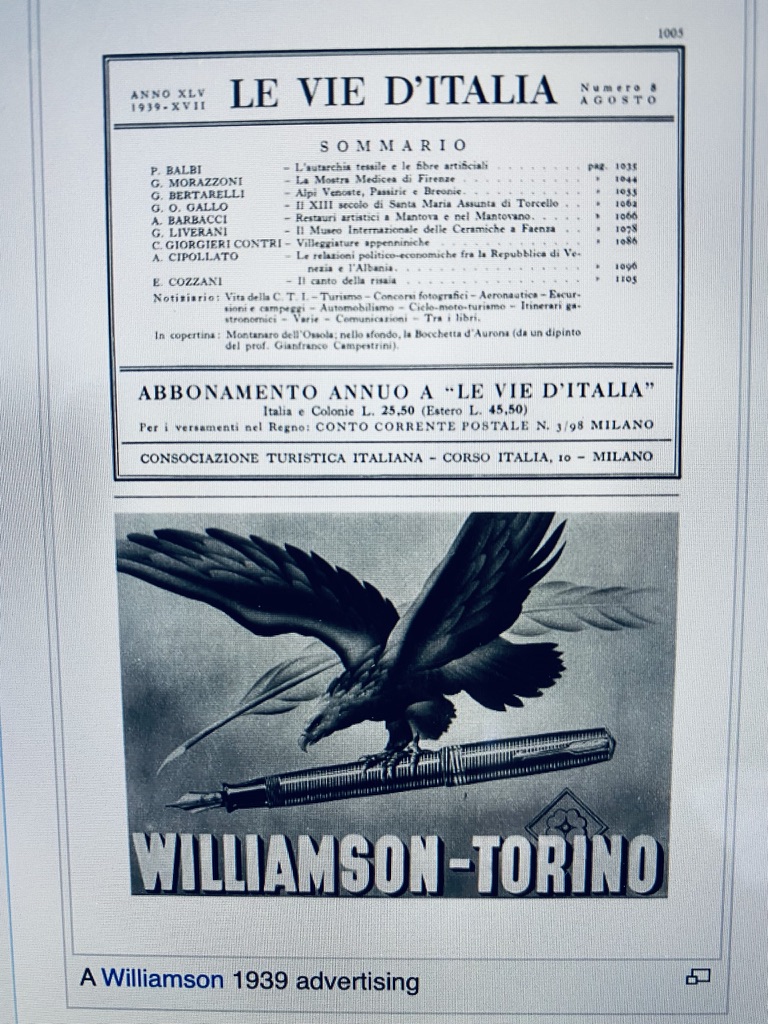 1005
ANNO XLV
1939-XVII
LE VIE D'ITALIA
Numero 8
AGOSTO
SOMMARIO
P. BALBI – L'autarchia tessile e le fibre artificiali . . . . . . . pag. 1035
G. MORAZZONI – La Mostra Medicea di Firenze . . . . . . . . . » 1044
G. BERTARELLI – Alpi Venoste, Passirie e Breonie . . . . . . . . . » 1055
G. O. GALLO – Il XIII secolo di Santa Maria Assunta di Torcello . . » 1062
A. BARBACCI – Restauri artistici a Mantova e nel Mantovano. . . . » 1066
G. LIVERANI – Il Museo Internazionale delle Ceramiche a Faenza . . » 1078
C. GIORGIERI CONTRI – Villeggiature appenniniche . . . . . . . . . » 1086
A. CIPOLLATO – Le relazioni politico-economiche fra la Repubblica di Ve-
nezia e l'Albania. . . . . . . . . . . . . . » 1096
E. COZZANI – Il canto della risaia . . . . . . . . . . . » 1105
Notiziario: Vita della C. T. I. – Turismo – Concorsi fotografici – Aeronautica – Escur-
sioni e campeggi – Automobilismo – Ciclo-moto-turismo – Itinerari ga-
stronomici – Varie – Comunicazioni – Tra i libri.
In copertina: Montanaro dell'Ossola; nello sfondo, la Bocchetta d'Aurona (da un dipinto
del prof. Gianfranco Campestrini).
ABBONAMENTO ANNUO A "LE VIE D'ITALIA"
Italia e Colonie L. 25,50 (Estero L. 45,50)
Per i versamenti nel Regno: CONTO CORRENTE POSTALE N. 3/98 MILANO
CONSOCIAZIONE TURISTICA ITALIANA – CORSO ITALIA, 10 – MILANO
WILLIAMSON-TORINO
A Williamson 1939 advertising